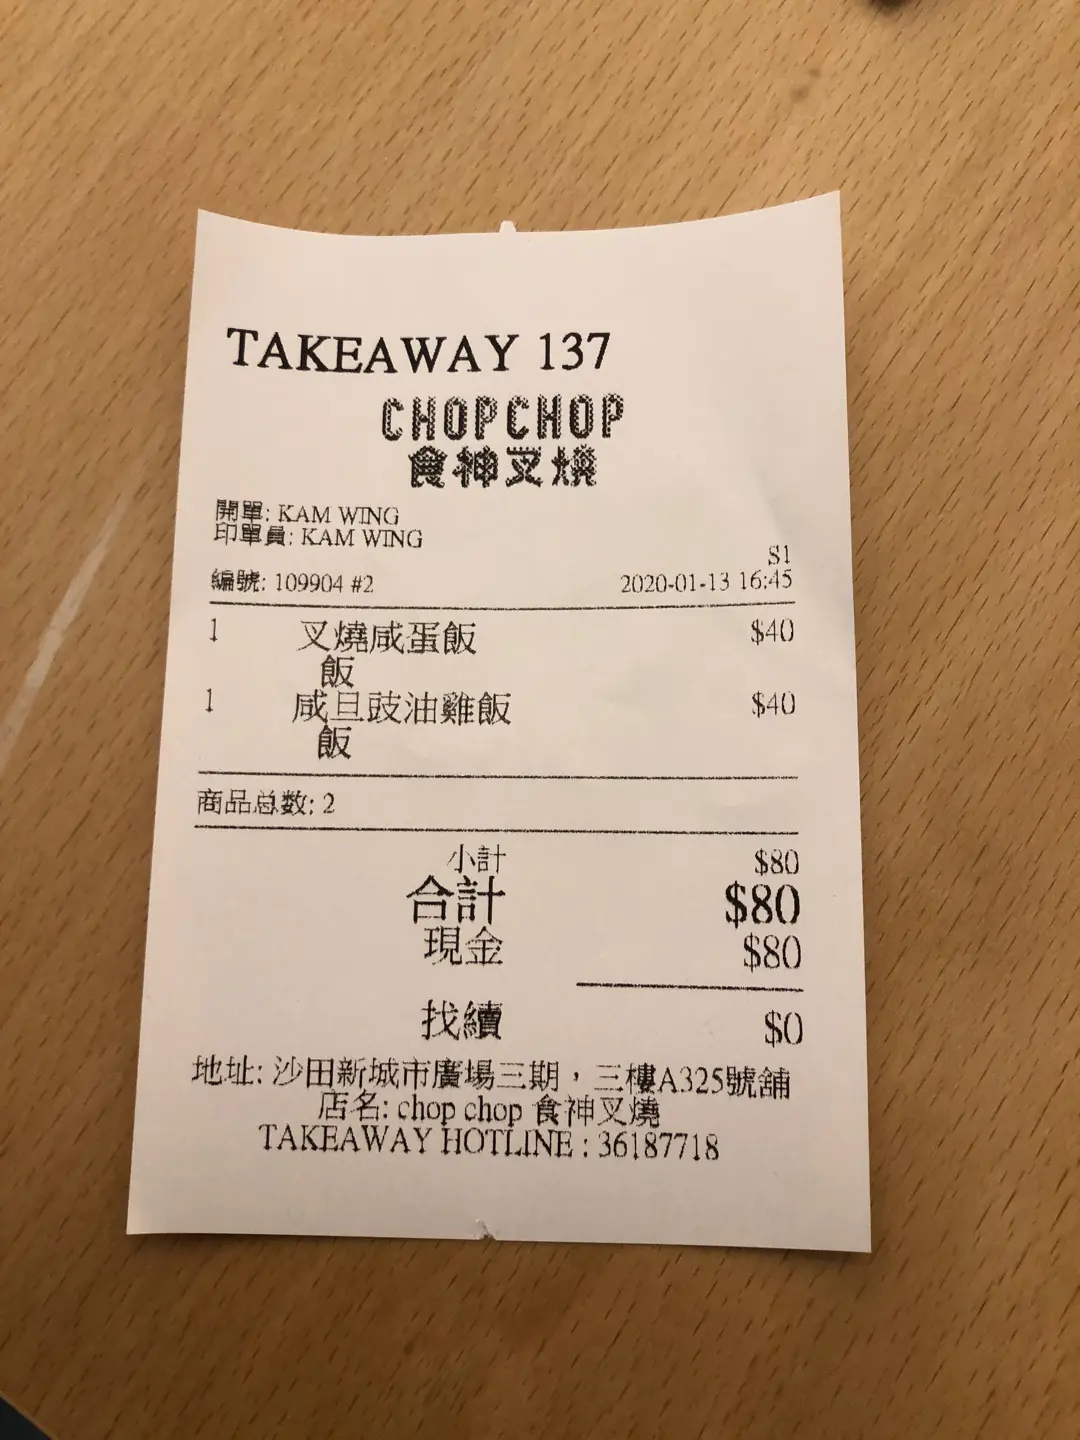 TAKEAWAY 137
CHOPCHOP
食神叉燒
開單: KAM WING
印單員: KAM WING
S1
編號: 109904 #2 2020-01-13 16:45
1 叉燒咸蛋飯 $40
飯
1 咸旦豉油雞飯 $40
飯
商品总数: 2
小計 $80
合計 $80
現金 $80
找續 $0
地址: 沙田新城市廣場三期，三樓A325號舖
店名: chop chop 食神叉燒
TAKEAWAY HOTLINE : 36187718